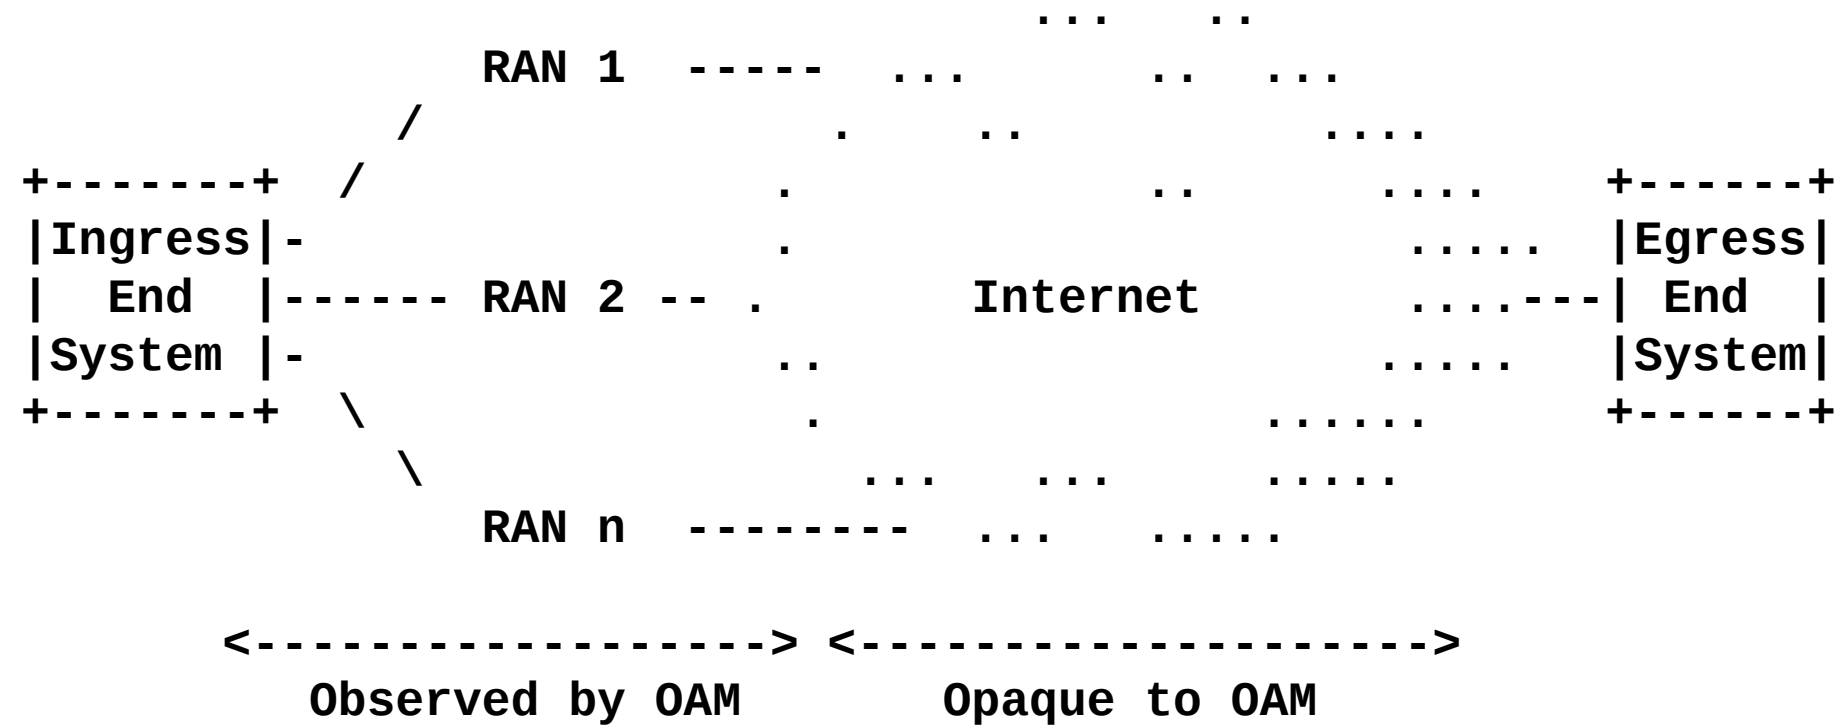 ...   ..
                RAN 1  -----  ...      ..  ...
             /              .    ..          ....
+-------+  /              .            ..      ....    +------+
|Ingress|-                .                     .....  |Egress|
|  End  |------ RAN 2 -- .       Internet       ....---| End  |
|System |-                ..                   .....   |System|
+-------+  \               .               ......      +------+
             \               ...   ...     .....
                RAN n  --------  ...   .....
       <------------------> <-------------------->
          Observed by OAM       Opaque to OAM